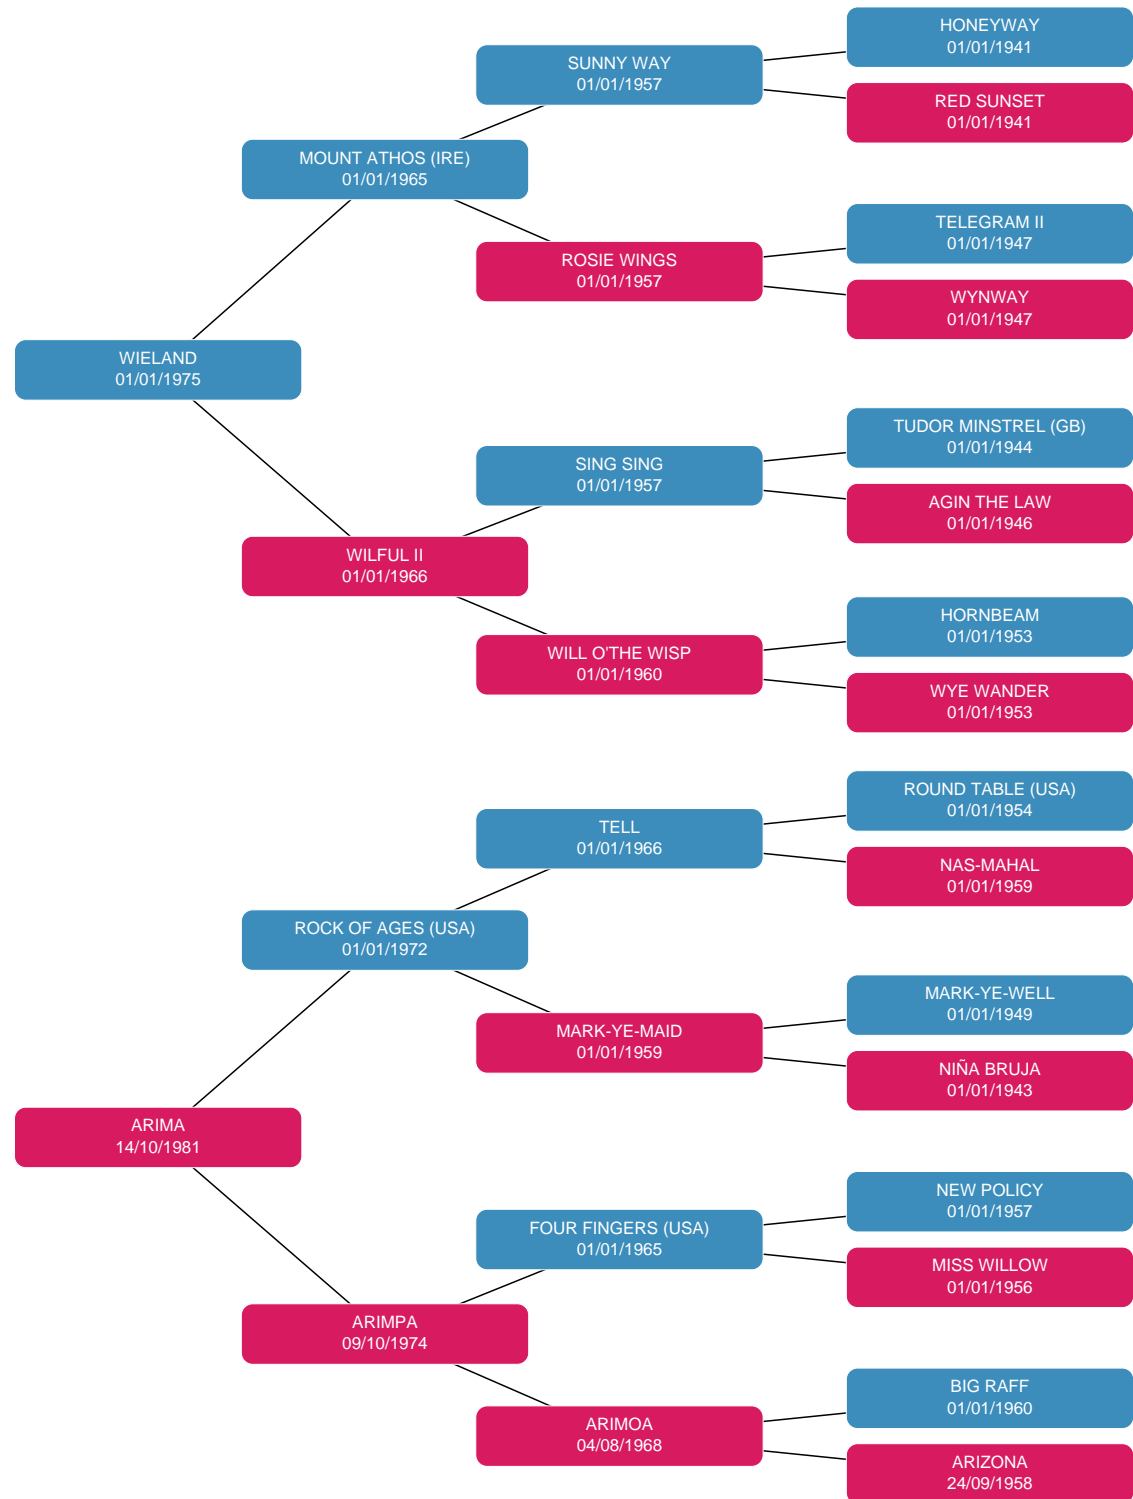 HONEYWAY
01/01/1941
SUNNY WAY
01/01/1957
RED SUNSET
01/01/1941
MOUNT ATHOS (IRE)
01/01/1965
TELEGRAM II
01/01/1947
ROSIE WINGS
01/01/1957
WYNWAY
01/01/1947
WIELAND
01/01/1975
TUDOR MINSTREL (GB)
01/01/1944
SING SING
01/01/1957
AGIN THE LAW
01/01/1946
WILFUL II
01/01/1966
HORNBEAM
01/01/1953
WILL O'THE WISP
01/01/1960
WYE WANDER
01/01/1953
ROUND TABLE (USA)
01/01/1954
TELL
01/01/1966
NAS-MAHAL
01/01/1959
ROCK OF AGES (USA)
01/01/1972
MARK-YE-WELL
01/01/1949
MARK-YE-MAID
01/01/1959
NIÑA BRUJA
01/01/1943
ARIMA
14/10/1981
NEW POLICY
01/01/1957
FOUR FINGERS (USA)
01/01/1965
MISS WILLOW
01/01/1956
ARIMPA
09/10/1974
BIG RAFF
01/01/1960
ARIMOA
04/08/1968
ARIZONA
24/09/1958